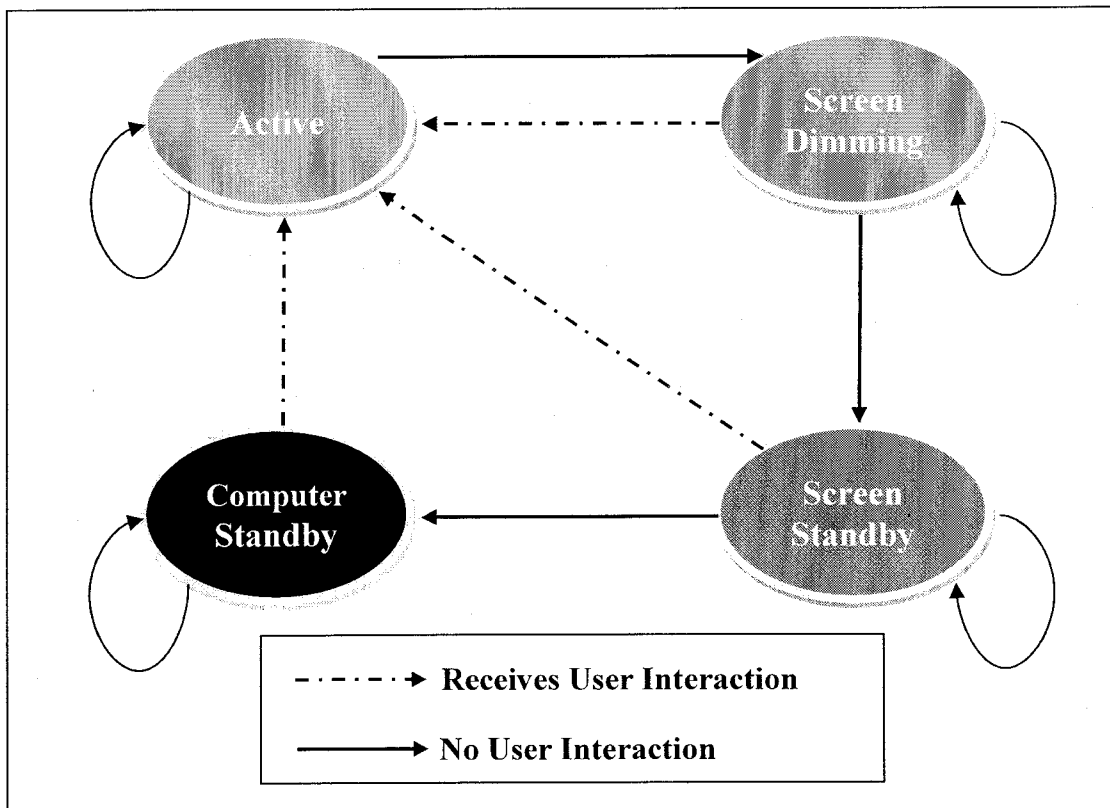 Active
Screen
Dimming
Computer
Standby
Screen
Standby
Receives User Interaction
No User Interaction